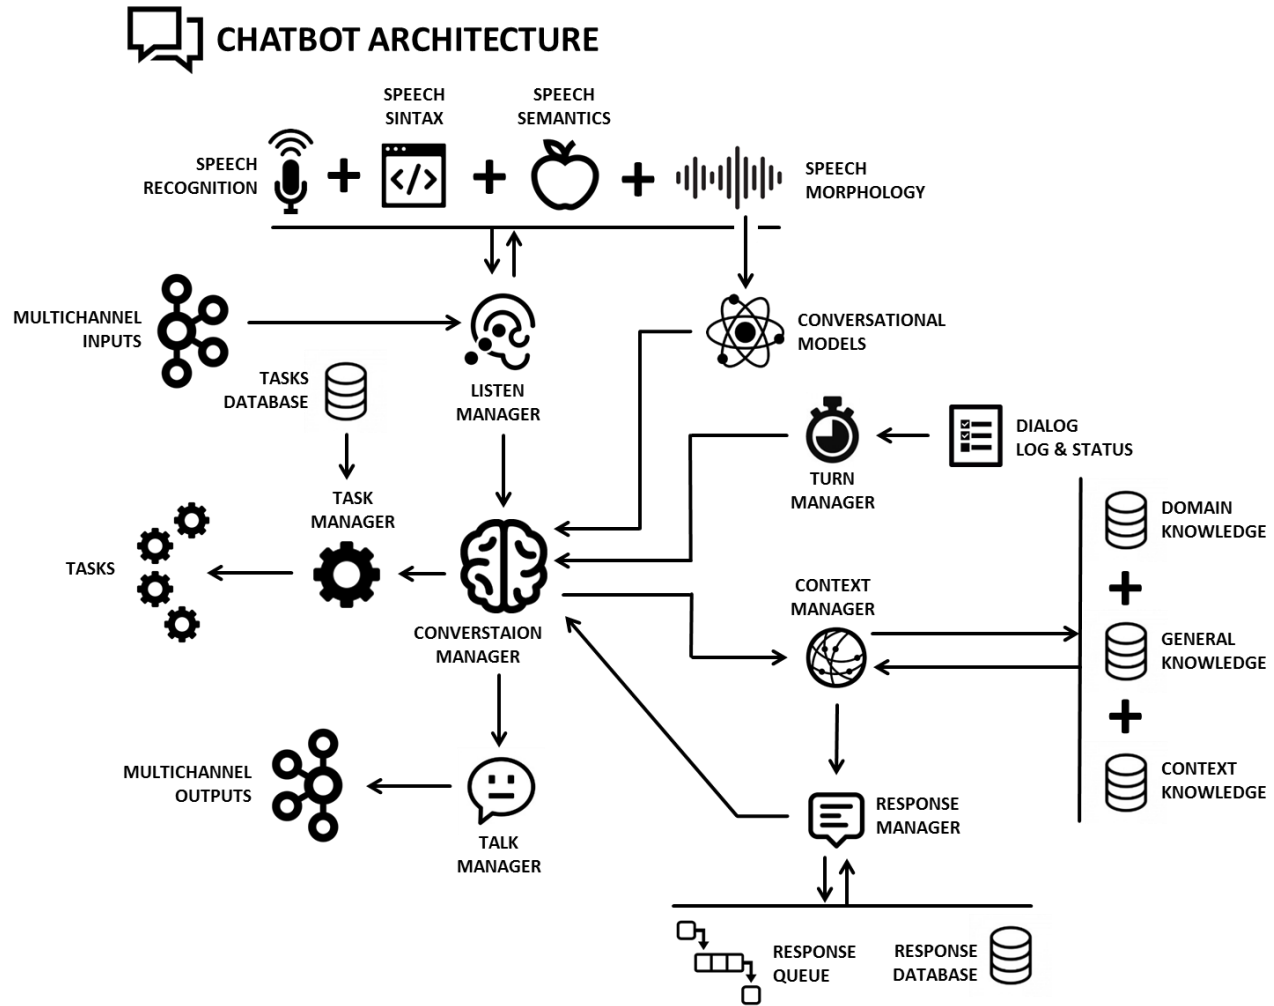 CHATBOT ARCHITECTURE
SPEECH
SINTAX
SPEECH
SEMANTICS
SPEECH
RECOGNITION
</>
SPEECH
MORPHOLOGY
MULTICHANNEL
INPUTS
CONVERSATIONAL
MODELS
TASKS
DATABASE
LISTEN
MANAGER
DIALOG
LOG & STATUS
TURN
MANAGER
TASK
MANAGER
DOMAIN
KNOWLEDGE
TASKS
CONTEXT
MANAGER
CONVERSTAION
MANAGER
GENERAL
KNOWLEDGE
MULTICHANNEL
OUTPUTS
CONTEXT
KNOWLEDGE
RESPONSE
MANAGER
TALK
MANAGER
RESPONSE
QUEUE
RESPONSE
DATABASE